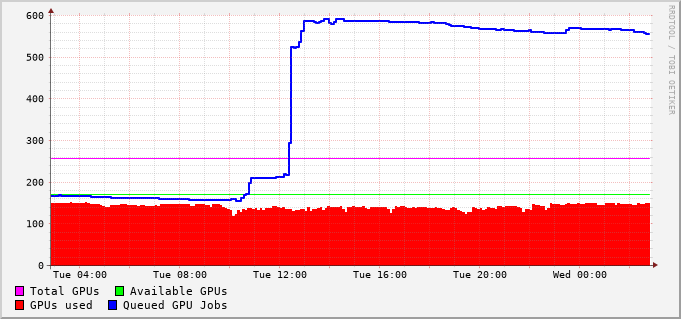 600
500
400
300
200
100
0
Tue 04:00 Tue 08:00 Tue 12:00 Tue 16:00 Tue 20:00 Wed 00:00
Total GPUs Available GPUs
GPUs used Queued GPU Jobs
RRDTOOL / TOBI OETIKER